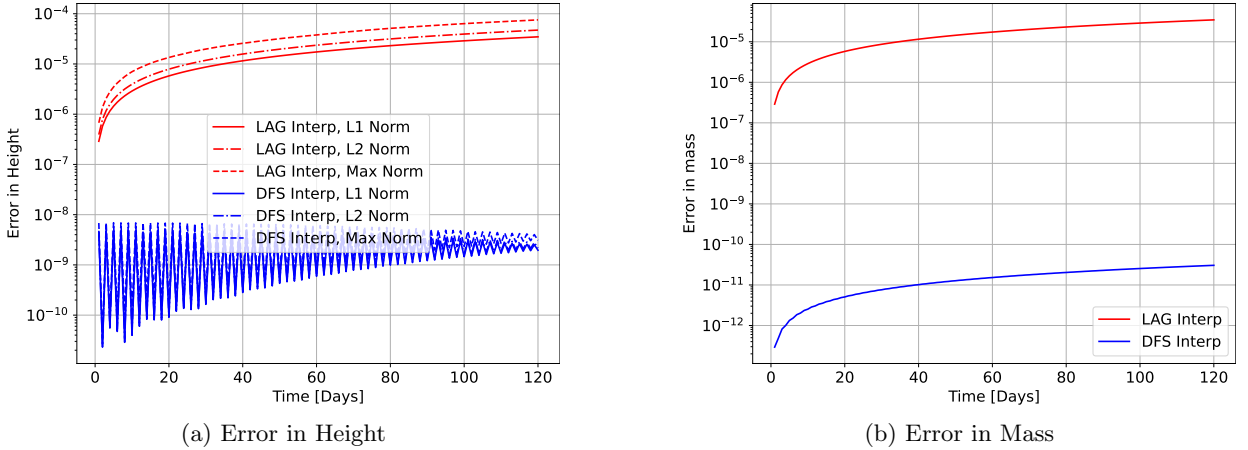 10⁻⁴
10⁻⁵
10⁻⁶
10⁻⁷
10⁻⁸
10⁻⁹
10⁻¹⁰
Error in Height
LAG Interp, L1 Norm
LAG Interp, L2 Norm
LAG Interp, Max Norm
DFS Interp, L1 Norm
DFS Interp, L2 Norm
DFS Interp, Max Norm
0 20 40 60 80 100 120
Time [Days]
(a) Error in Height
10⁻⁵
10⁻⁶
10⁻⁷
10⁻⁸
10⁻⁹
10⁻¹⁰
10⁻¹¹
10⁻¹²
Error in mass
LAG Interp
DFS Interp
0 20 40 60 80 100 120
Time [Days]
(b) Error in Mass